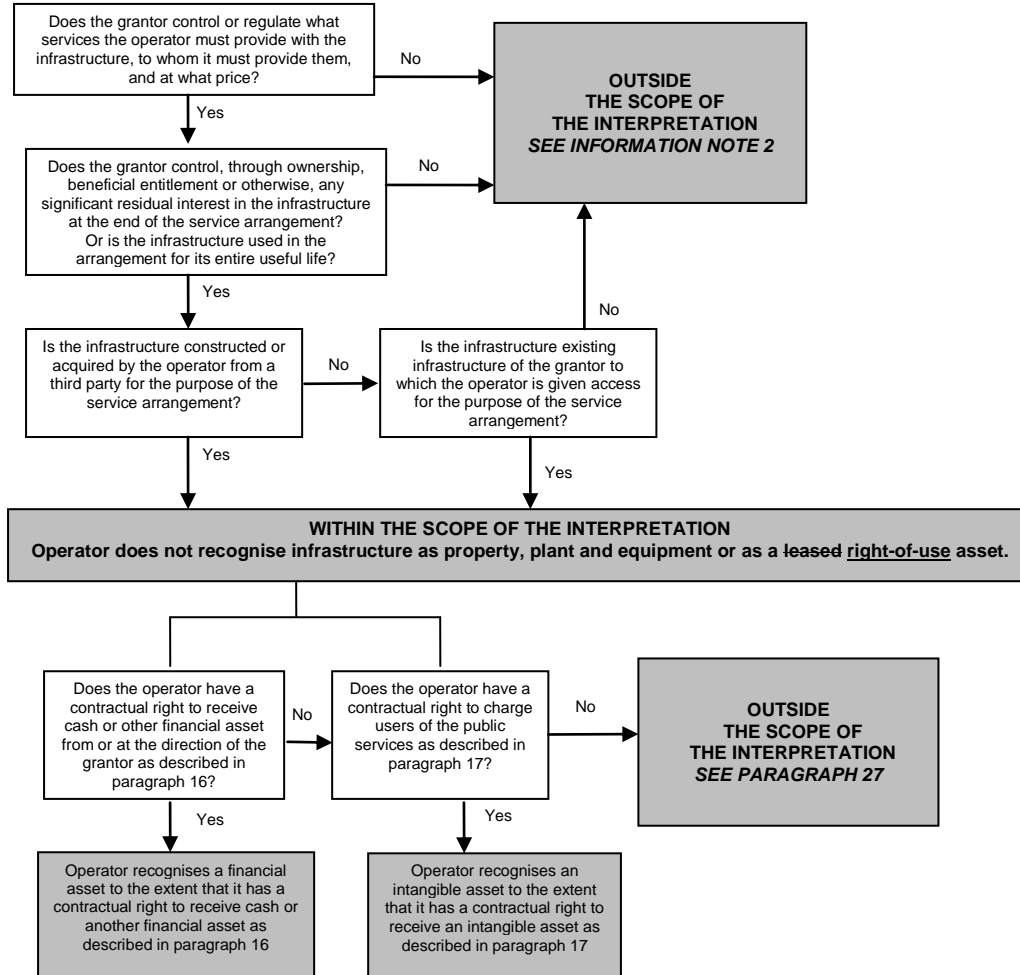 Does the grantor control or regulate what
services the operator must provide with the
infrastructure, to whom it must provide them,
and at what price?
No
OUTSIDE
THE SCOPE OF
THE INTERPRETATION
SEE INFORMATION NOTE 2
Yes
Does the grantor control, through ownership,
beneficial entitlement or otherwise, any
significant residual interest in the infrastructure
at the end of the service arrangement?
Or is the infrastructure used in the
arrangement for its entire useful life?
No
Yes
No
Is the infrastructure constructed or
acquired by the operator from a
third party for the purpose of the
service arrangement?
No
Is the infrastructure existing
infrastructure of the grantor to
which the operator is given access
for the purpose of the service
arrangement?
Yes
Yes
WITHIN THE SCOPE OF THE INTERPRETATION
Operator does not recognise infrastructure as property, plant and equipment or as a leased right-of-use asset.
Does the operator have a
contractual right to receive
cash or other financial asset
from or at the direction of the
grantor as described in
paragraph 16?
No
Does the operator have a
contractual right to charge
users of the public
services as described in
paragraph 17?
No
OUTSIDE
THE SCOPE OF
THE INTERPRETATION
SEE PARAGRAPH 27
Yes
Yes
Operator recognises a financial
asset to the extent that it has a
contractual right to receive cash or
another financial asset as
described in paragraph 16
Operator recognises an
intangible asset to the extent
that it has a contractual right to
receive an intangible asset as
described in paragraph 17